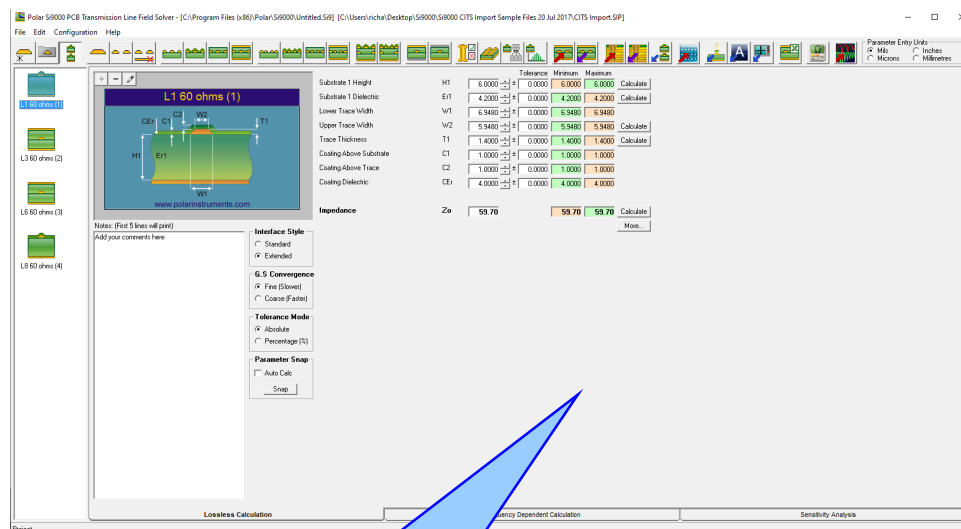 Polar Si9000 PCB Transmission Line Field Solver - [C:\Program Files (x86)\Polar\Si9000\Untitled.Si9] [C:\Users\richa\Desktop\Si9000\Si9000 CITS Import Sample Files 20 Jul 2017\CITS Import.SIP]
File Edit Configuration Help
Parameter Entry Units
Mils Inches
Microns Millimetres
L1 60 ohms (1)
L3 60 ohms (2)
L6 60 ohms (3)
L8 60 ohms (4)
+ -
L1 60 ohms (1)
CEr C1 C2 W2 T1
H1 Er1
W1
www.polarinstruments.com
Notes: (First 5 lines will print)
Add your comments here
Interface Style
Standard
Extended
G.S Convergence
Fine (Slower)
Coarse (Faster)
Tolerance Mode
Absolute
Percentage (%)
Parameter Snap
Auto Calc
Snap
Tolerance Minimum Maximum
Substrate 1 Height H1 6.0000 ± 0.0000 6.0000 6.0000 Calculate
Substrate 1 Dielectric Er1 4.2000 ± 0.0000 4.2000 4.2000 Calculate
Lower Trace Width W1 6.9480 ± 0.0000 6.9480 6.9480
Upper Trace Width W2 5.9480 ± 0.0000 5.9480 5.9480 Calculate
Trace Thickness T1 1.4000 ± 0.0000 1.4000 1.4000 Calculate
Coating Above Substrate C1 1.0000 ± 0.0000 1.0000 1.0000
Coating Above Trace C2 1.0000 ± 0.0000 1.0000 1.0000
Coating Dielectric CEr 4.0000 ± 0.0000 4.0000 4.0000
Impedance Zo 59.70 59.70 59.70 Calculate
More...
Lossless Calculation
Dependent Calculation
Sensitivity Analysis